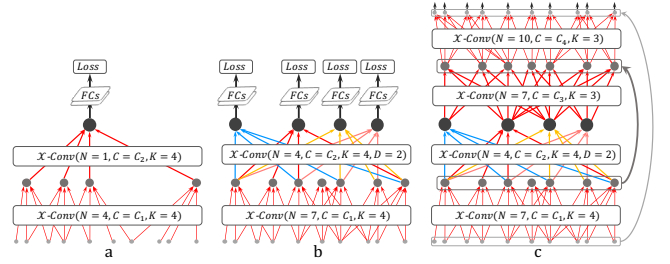 Loss
FCs
𝒳-Conv(N = 1, C = C₂, K = 4)
𝒳-Conv(N = 4, C = C₁, K = 4)
a
Loss Loss Loss Loss
FCs FCs FCs FCs
𝒳-Conv(N = 4, C = C₂, K = 4, D = 2)
𝒳-Conv(N = 7, C = C₁, K = 4)
b
𝒳-Conv(N = 10, C = C₄, K = 3)
𝒳-Conv(N = 7, C = C₃, K = 3)
𝒳-Conv(N = 4, C = C₂, K = 4, D = 2)
𝒳-Conv(N = 7, C = C₁, K = 4)
c